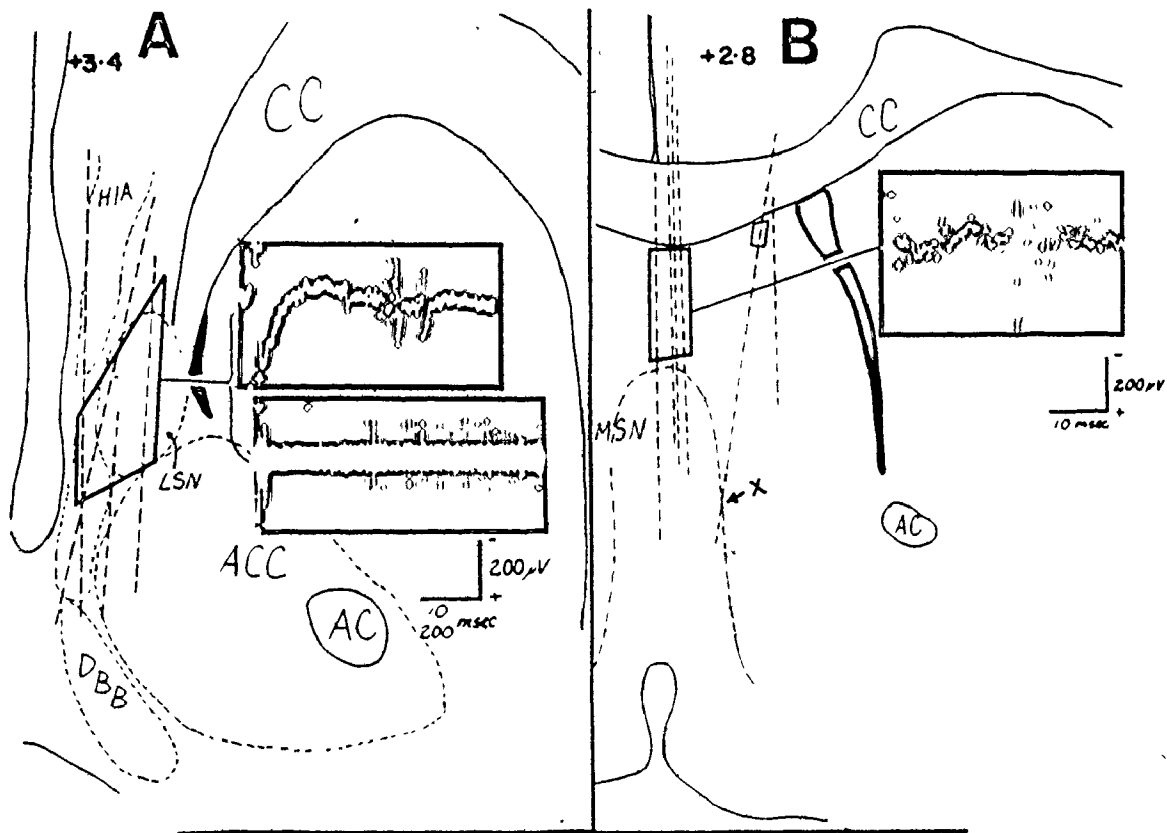 +3.4 A
CC
HIA
LSN
ACC
-
200 μV
+
10
200 msec
AC
DBB
+2.8 B
CC
-
200 μV
+
10 msec
MSN
X
AC